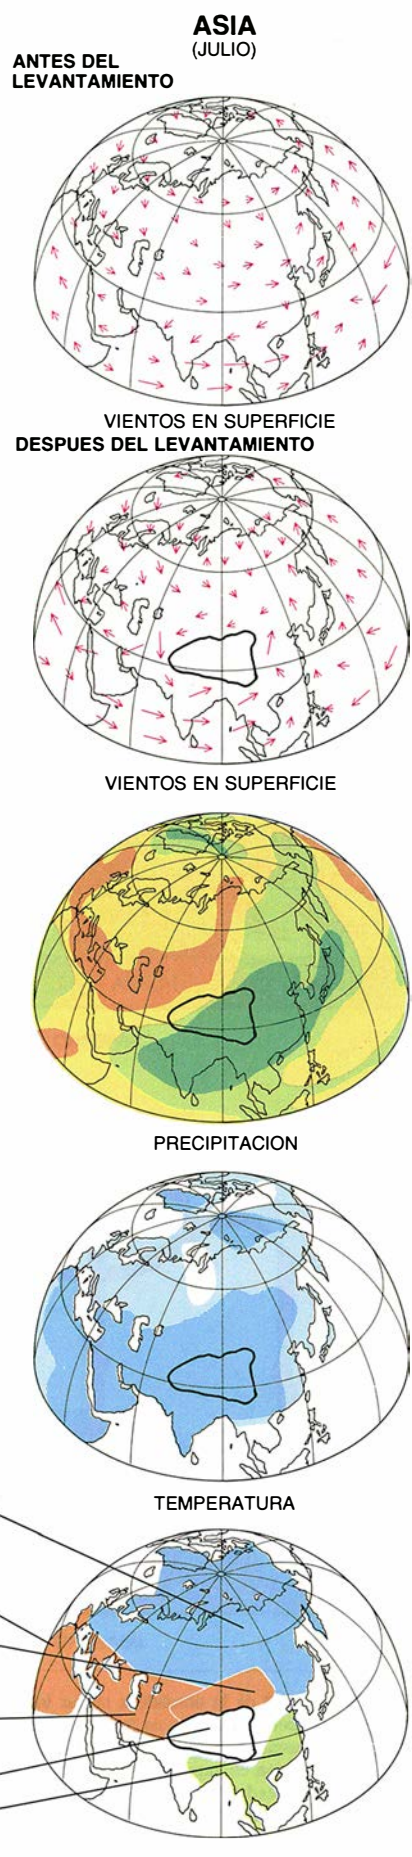 ASIA
(JULIO)
ANTES DEL
LEVANTAMIENTO
VIENTOS EN SUPERFICIE
DESPUES DEL LEVANTAMIENTO
VIENTOS EN SUPERFICIE
PRECIPITACION
TEMPERATURA